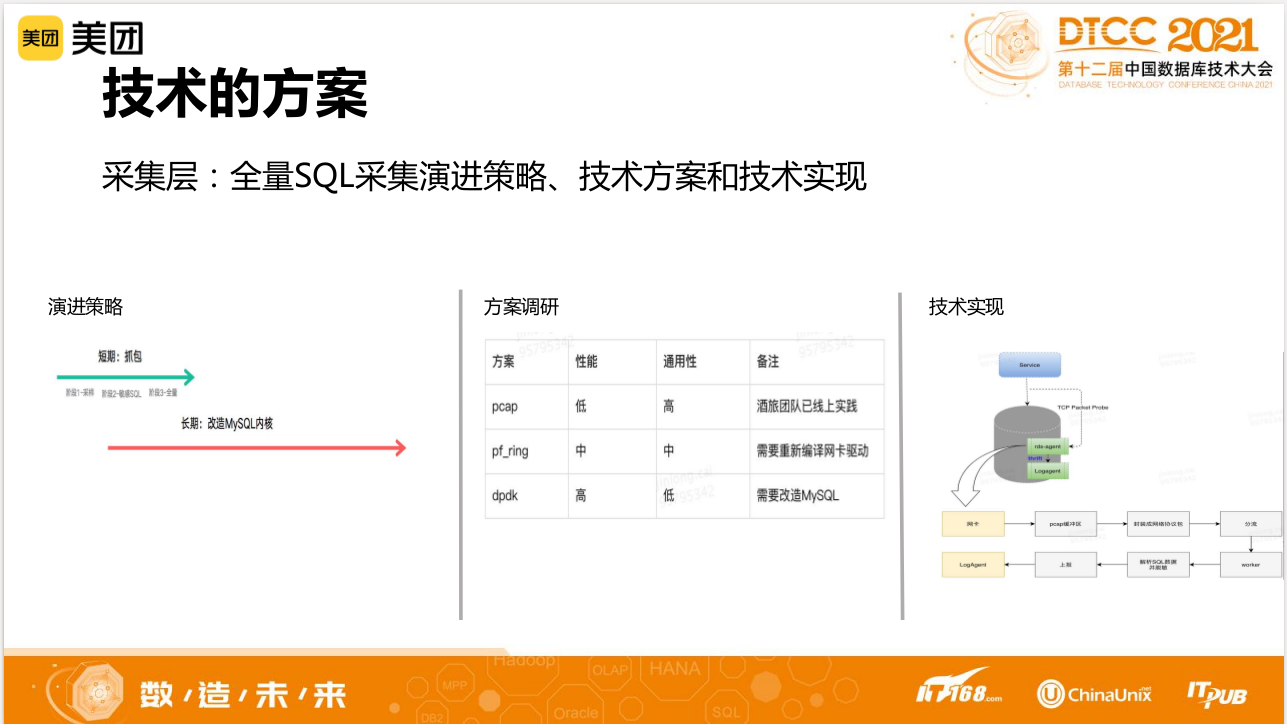 美团 美团
DTCC 2021
第十二届中国数据库技术大会
DATABASE TECHNOLOGY CONFERENCE CHINA 2021
技术的方案
采集层：全量SQL采集演进策略、技术方案和技术实现
演进策略
短期：抓包
阶段1-采样 阶段2-敏感SQL 阶段3-全量
长期：改造MySQL内核
方案调研
方案 性能 通用性 备注
pcap 低 高 酒旅团队已线上实践
pf_ring 中 中 需要重新编译网卡驱动
dpdk 高 低 需要改造MySQL
95795342
技术实现
Service
TCP Packet Probe
rds-agent
Logagent
网卡 pcap缓冲区 封装成网络协议包 分流
LogAgent 上报 解析SQL数据
并脱敏 worker
数/造/未/来
Hadoop
MPP
OLAP
HANA
DB2
Oracle
SQL
IT168.com
ChinaUnix.net
ITPUB